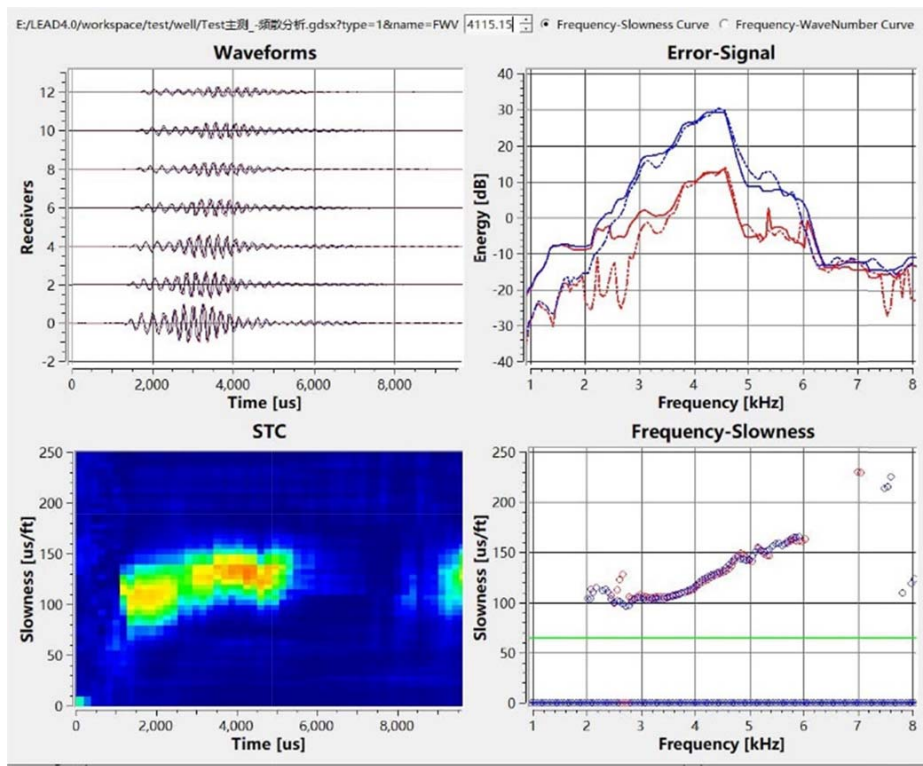 E:/LEAD4.0/workspace/test/well/Test主测_-频散分析.gdsx?type=1&name=FWV 4115.15 Frequency-Slowness Curve Frequency-WaveNumber Curve
Waveforms
12
10
8
6
4
2
0
-2
Receivers
0 2,000 4,000 6,000 8,000
Time [us]
Error-Signal
40
30
20
10
0
-10
-20
-30
-40
Energy [dB]
1 2 3 4 5 6 7 8
Frequency [kHz]
STC
250
200
150
100
50
0
Slowness [us/ft]
0 2,000 4,000 6,000 8,000
Time [us]
Frequency-Slowness
250
200
150
100
50
0
Slowness [us/ft]
1 2 3 4 5 6 7 8
Frequency [kHz]